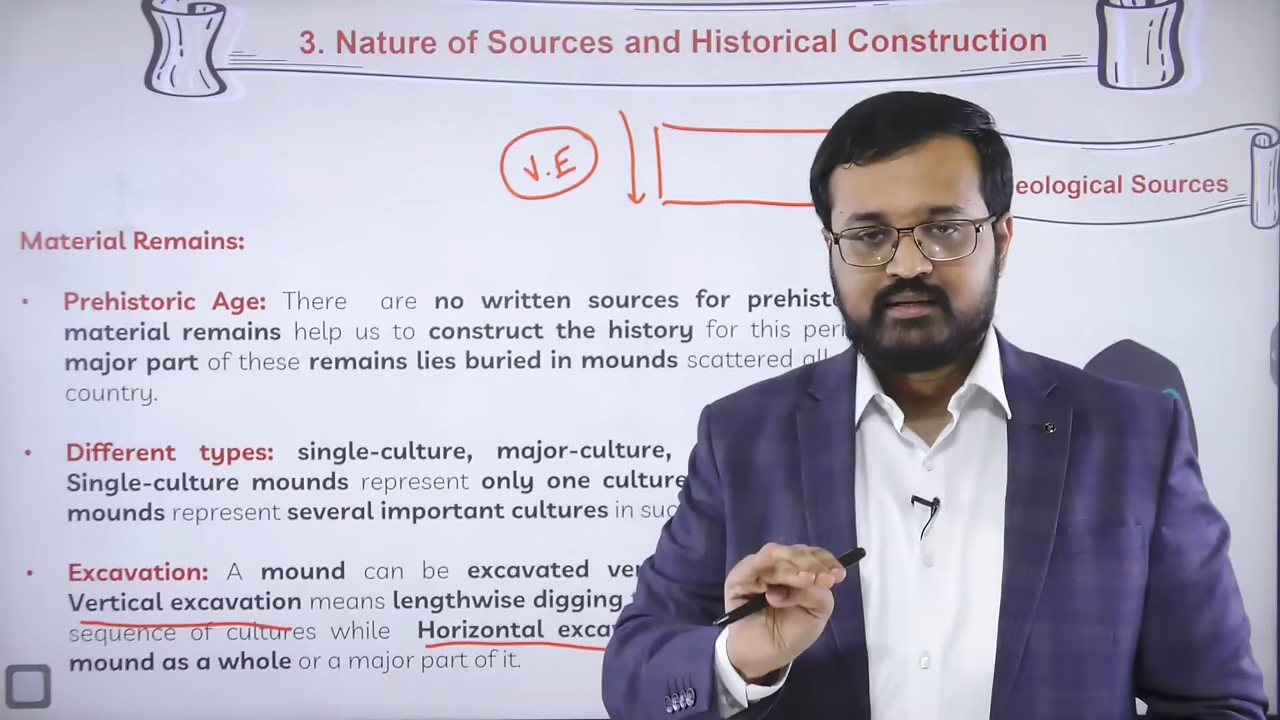 3. Nature of Sources and Historical Construction
V.E
eological Sources
Material Remains:
• Prehistoric Age: There are no written sources for prehisto
material remains help us to construct the history for this peri
major part of these remains lies buried in mounds scattered all
country.
• Different types: single-culture, major-culture,
Single-culture mounds represent only one culture
mounds represent several important cultures in suc
• Excavation: A mound can be excavated ver
Vertical excavation means lengthwise digging
sequence of cultures while Horizontal exca
mound as a whole or a major part of it.